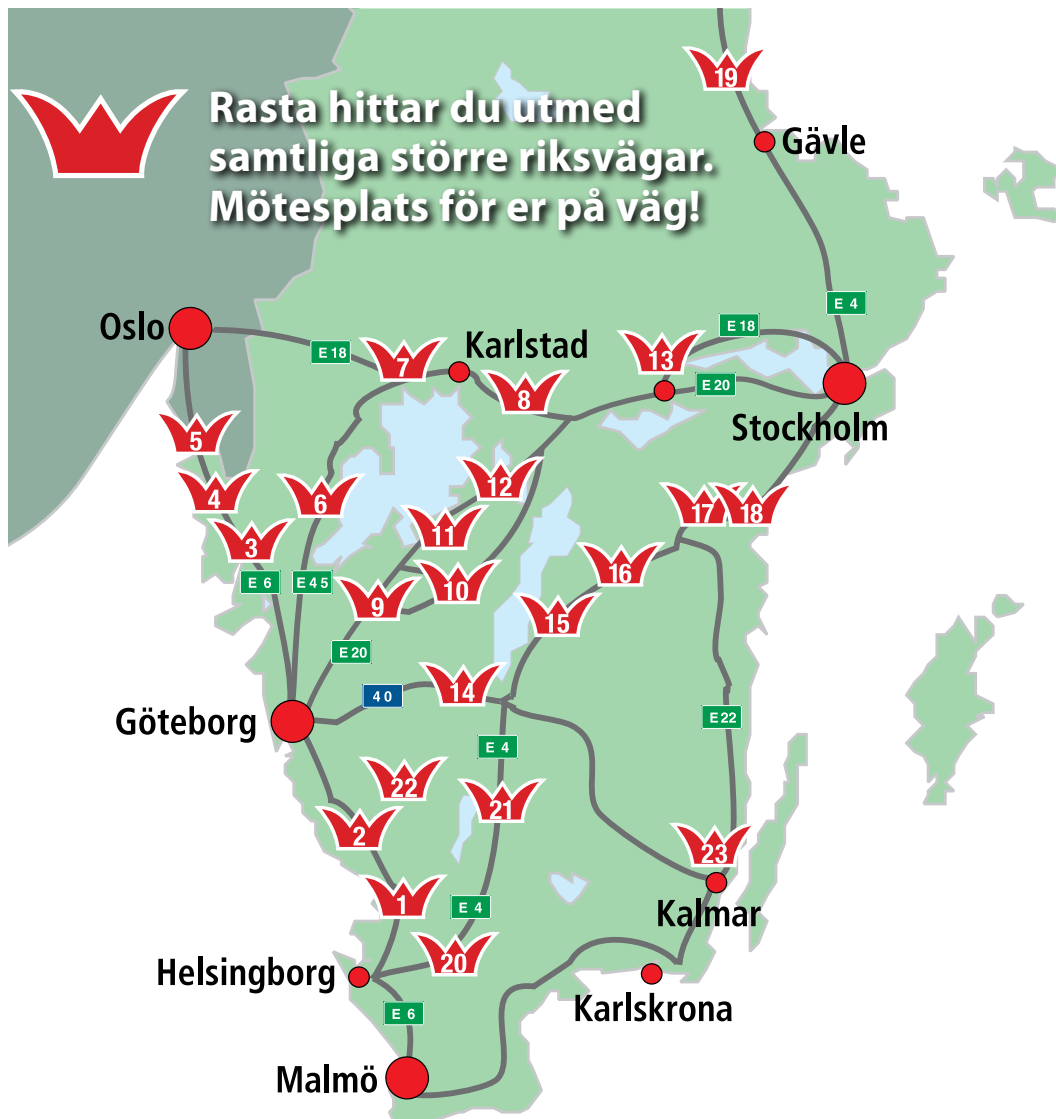 19
Rasta hittar du utmed
samtliga större riksvägar.
Mötesplats för er på väg!
Gävle
E 4
Oslo
E 18
7
Karlstad
13
E 18
8
E 20
Stockholm
5
4
6
12
17
18
3
11
16
E 6
E 45
9
10
15
E 20
40
14
Göteborg
E 22
E 4
22
21
2
23
1
E 4
Kalmar
20
Helsingborg
Karlskrona
E 6
Malmö